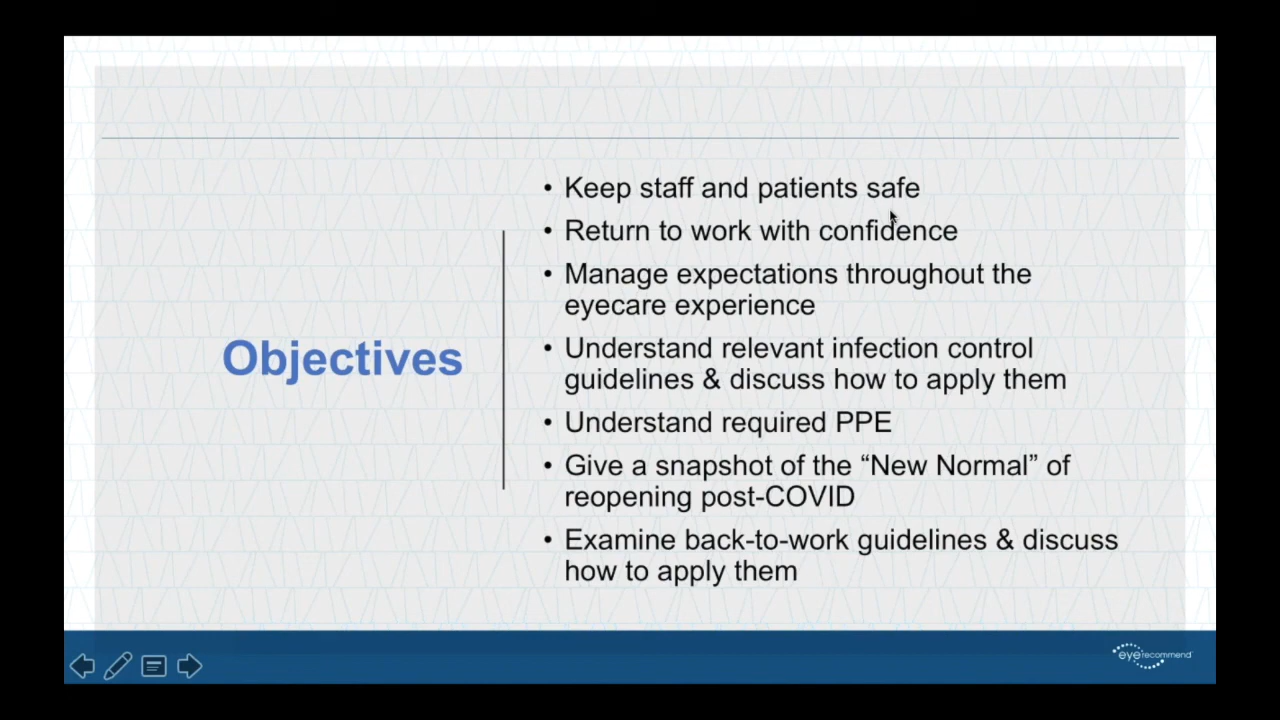 Objectives
• Keep staff and patients safe
• Return to work with confidence
• Manage expectations throughout the
eyecare experience
• Understand relevant infection control
guidelines & discuss how to apply them
• Understand required PPE
• Give a snapshot of the “New Normal” of
reopening post-COVID
• Examine back-to-work guidelines & discuss
how to apply them
eyerecommend